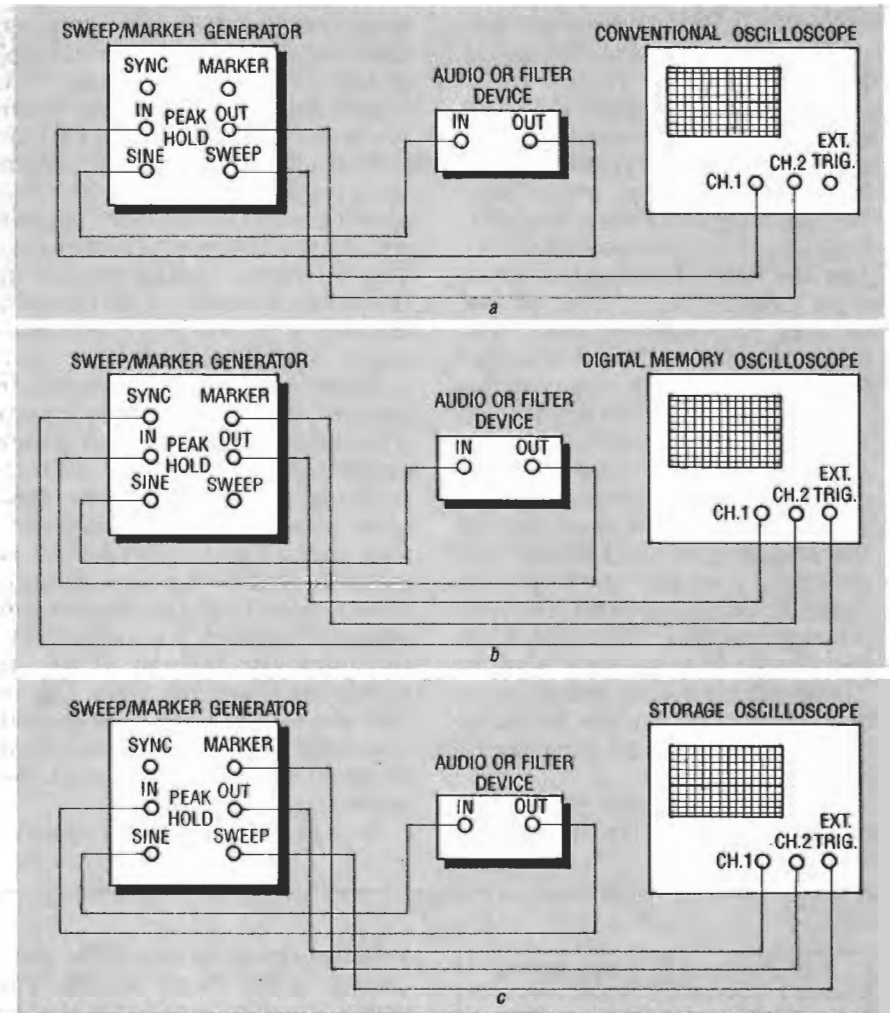 SWEEP/MARKER GENERATOR
CONVENTIONAL OSCILLOSCOPE
SYNC MARKER
AUDIO OR FILTER
DEVICE
IN PEAK OUT
HOLD
IN OUT
SINE SWEEP
EXT.
CH.2 TRIG.
CH.1
a
SWEEP/MARKER GENERATOR
DIGITAL MEMORY OSCILLOSCOPE
SYNC MARKER
AUDIO OR FILTER
DEVICE
IN PEAK OUT
HOLD
IN OUT
SINE SWEEP
EXT.
CH.2 TRIG.
CH.1
b
SWEEP/MARKER GENERATOR
STORAGE OSCILLOSCOPE
SYNC MARKER
AUDIO OR FILTER
DEVICE
IN PEAK OUT
HOLD
IN OUT
SINE SWEEP
EXT.
CH.2 TRIG.
CH.1
c